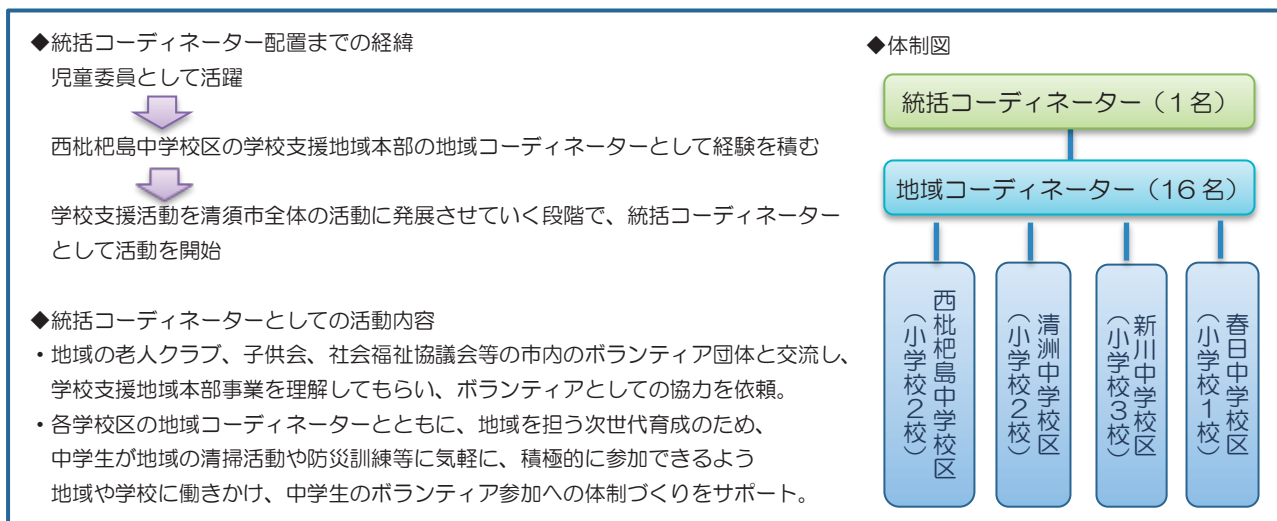 ◆統括コーディネーター配置までの経緯
児童委員として活躍
西枇杷島中学校区の学校支援地域本部の地域コーディネーターとして経験を積む
学校支援活動を清須市全体の活動に発展させていく段階で、統括コーディネーター
として活動を開始
◆統括コーディネーターとしての活動内容
・地域の老人クラブ、子供会、社会福祉協議会等の市内のボランティア団体と交流し、
学校支援地域本部事業を理解してもらい、ボランティアとしての協力を依頼。
・各学校区の地域コーディネーターとともに、地域を担う次世代育成のため、
中学生が地域の清掃活動や防災訓練等に気軽に、積極的に参加できるよう
地域や学校に働きかけ、中学生のボランティア参加への体制づくりをサポート。
◆体制図
統括コーディネーター（１名）
地域コーディネーター（16名）
西枇杷島中学校区
（小学校２校）
清洲中学校区
（小学校２校）
新川中学校区
（小学校３校）
春日中学校区
（小学校１校）